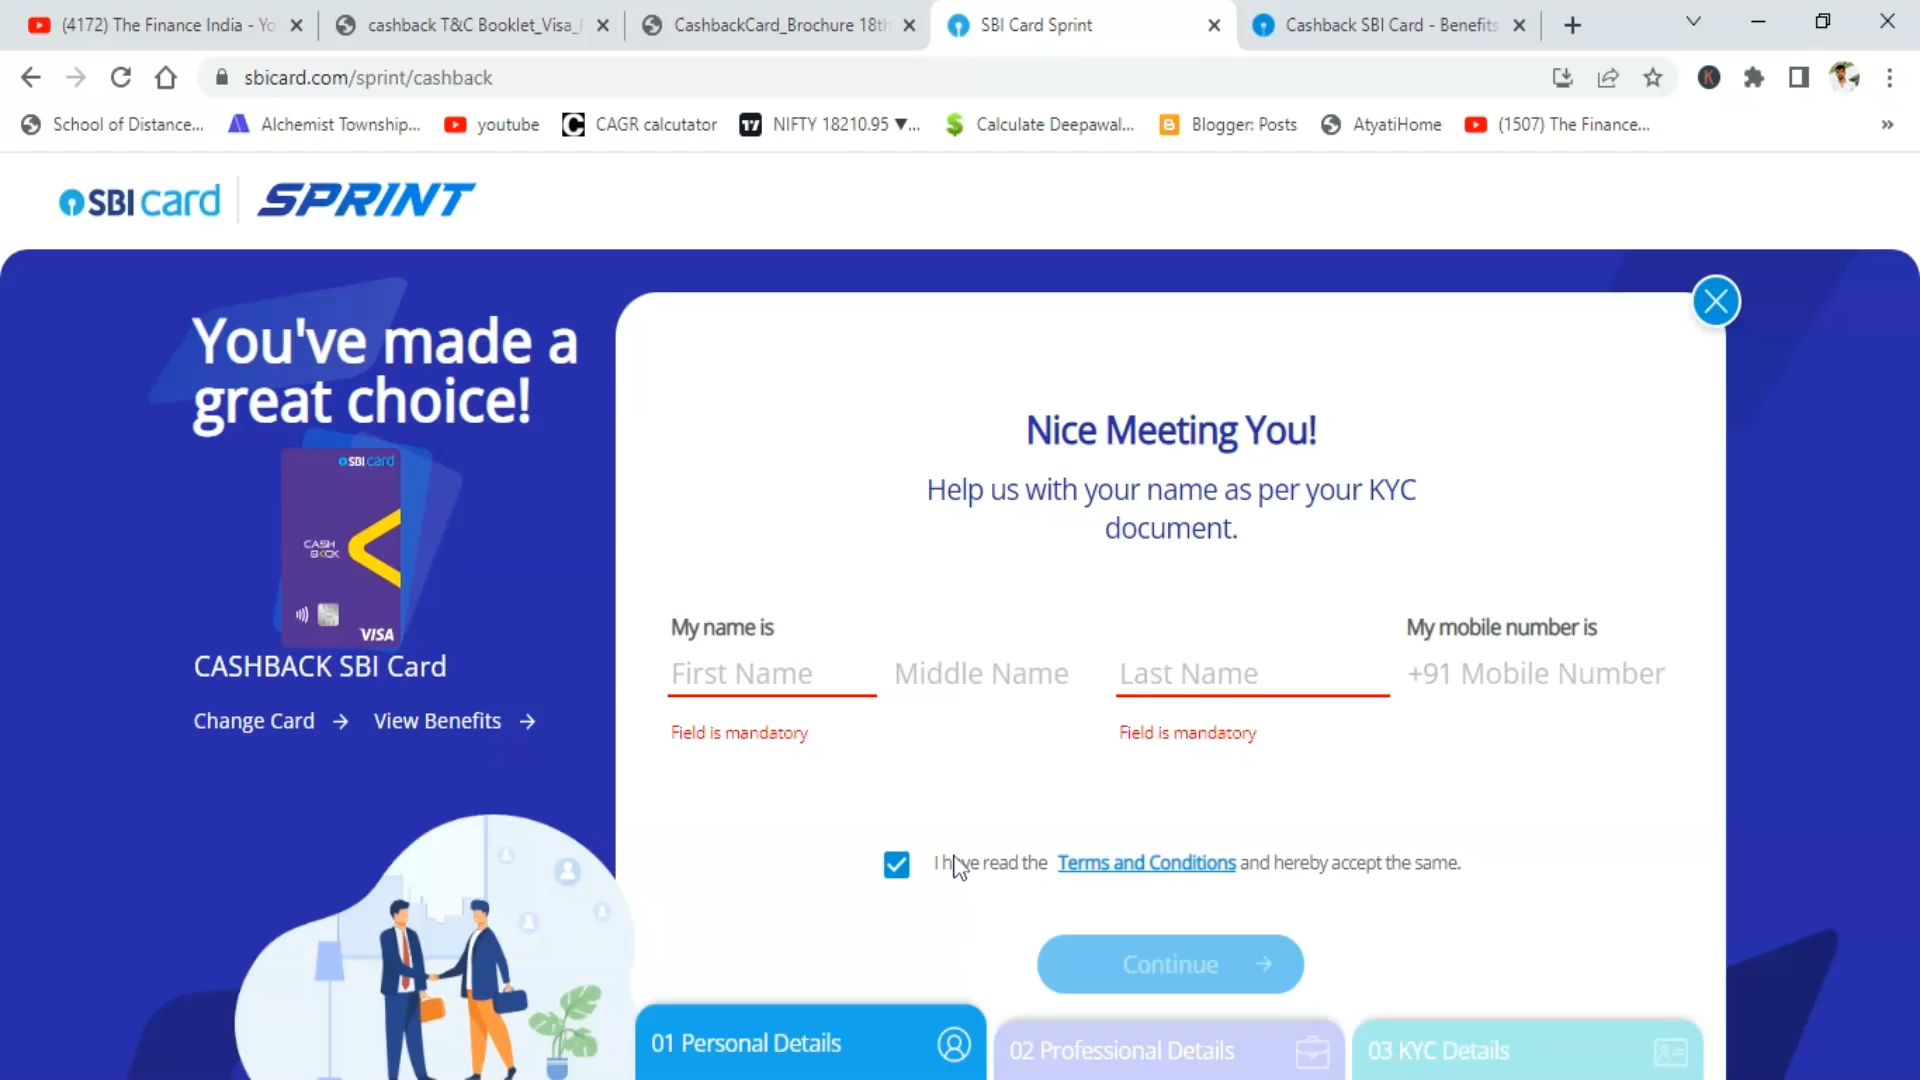 (4172) The Finance India - Yo
cashback T&C Booklet_Visa_
CashbackCard_Brochure 18th
SBI Card Sprint
Cashback SBI Card - Benefits
sbicard.com/sprint/cashback
K
School of Distance...
Alchemist Township,...
youtube
CAGR calcutator
NIFTY 18210.95 ▼...
Calculate Deepawal...
Blogger: Posts
AtyatiHome
(1507) The Finance...
»
SBI card
SPRINT
You've made a
great choice!
SBI card
CASH
BACK
VISA
CASHBACK SBI Card
Change Card →
View Benefits →
Nice Meeting You!
Help us with your name as per your KYC
document.
My name is
My mobile number is
First Name
Middle Name
Last Name
+91 Mobile Number
Field is mandatory
Field is mandatory
I have read the Terms and Conditions and hereby accept the same.
Continue →
01 Personal Details
02 Professional Details
03 KYC Details